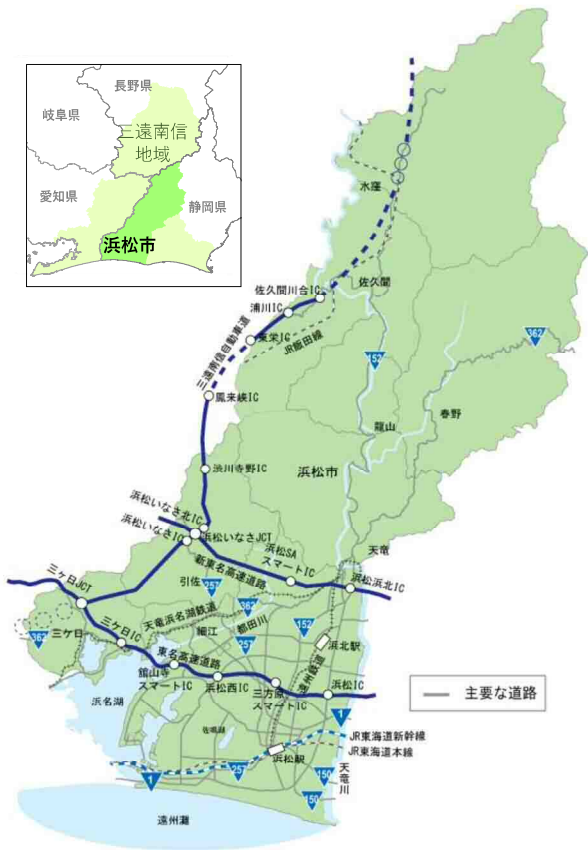 長野県
岐阜県
三遠南信
地域
愛知県
静岡県
浜松市
水窪
佐久間
佐久間川合IC
浦川IC
東栄IC
三遠南信自動車道
JR飯田線
152
362
鳳来峡IC
春野
龍山
渋川寺野IC
浜松市
浜松いなさ北IC
浜松いなさIC
浜松いなさJCT
浜松SA
スマートIC
天竜
新東名高速道路
浜松浜北IC
三ヶ日JCT
引佐
257
天竜浜名湖鉄道
362
三ヶ日IC
細江
都田川
152
362
三ヶ日
257
浜北駅
東名高速道路
遠州鉄道
舘山寺
スマートIC
浜松西IC
三方原
スマートIC
浜松IC
主要な道路
浜名湖
佐鳴湖
1
JR東海道新幹線
JR東海道本線
浜松駅
天竜川
1
257
150
150
遠州灘